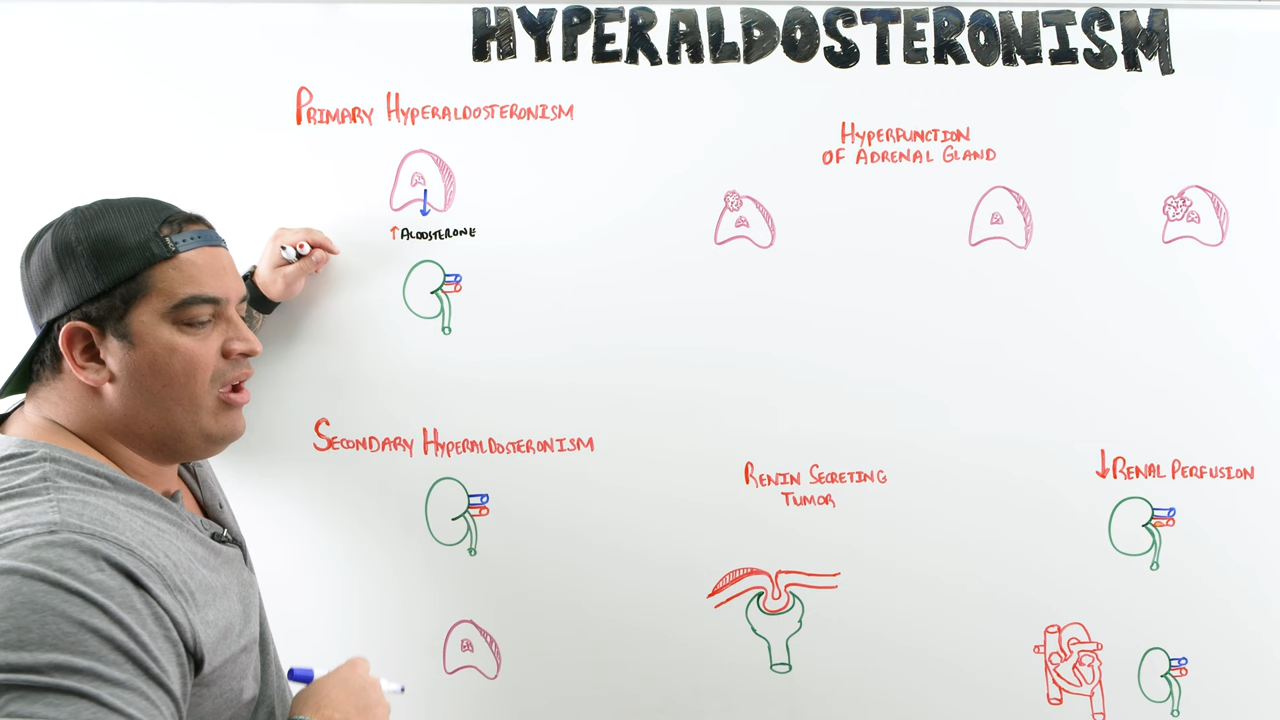 HYPERALDOSTERONISM
PRIMARY HYPERALDOSTERONISM
↑ ALDOSTERONE
HYPERFUNCTION
OF ADRENAL GLAND
SECONDARY HYPERALDOSTERONISM
RENIN SECRETING
TUMOR
↓ RENAL PERFUSION